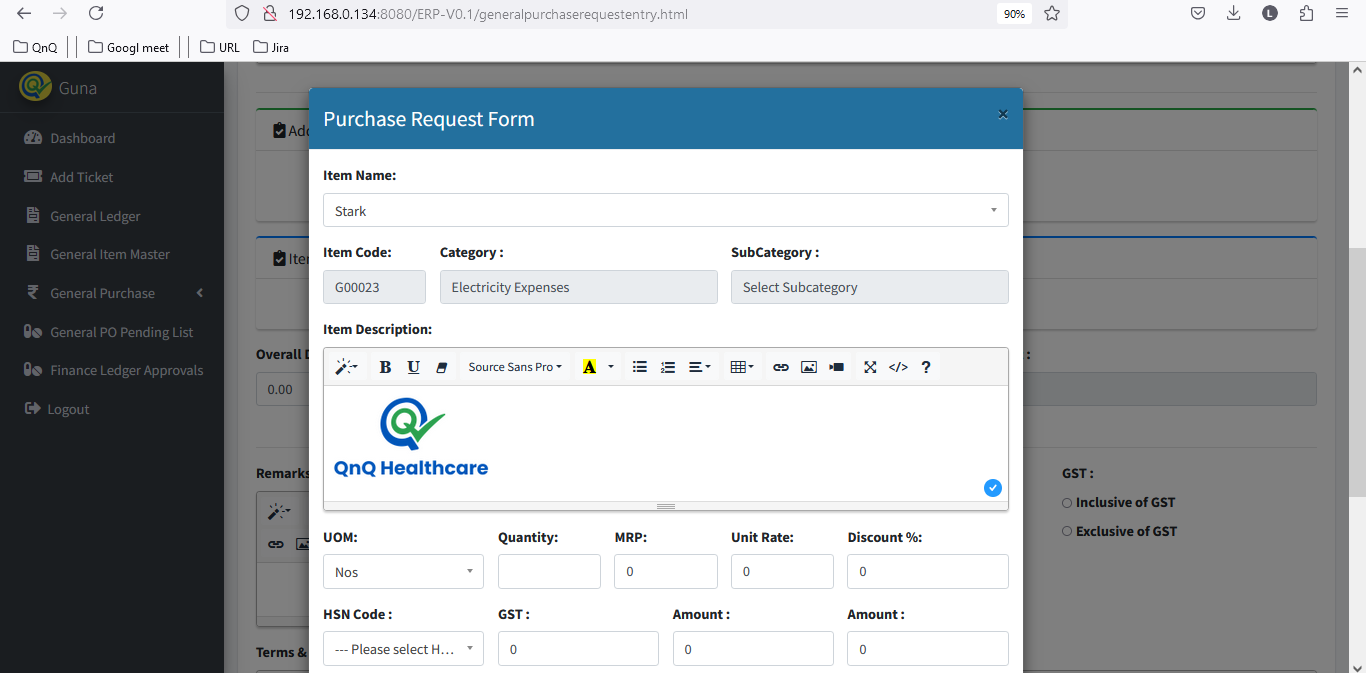 192.168.0.134:8080/ERP-V0.1/generalpurchaserequestentry.html
90%
L
QnQ
Googl meet
URL
Jira
Guna
Dashboard
Add Ticket
General Ledger
General Item Master
General Purchase
General PO Pending List
Finance Ledger Approvals
Logout
Add
Iter
Overall D
:
0.00
Remarks
GST :
Inclusive of GST
Exclusive of GST
Terms &
Purchase Request Form
×
Item Name:
Stark
Item Code:
Category :
SubCategory :
G00023
Electricity Expenses
Select Subcategory
Item Description:
B U Source Sans Pro A </> ?
QnQ Healthcare
UOM:
Quantity:
MRP:
Unit Rate:
Discount %:
Nos
0
0
0
HSN Code :
GST :
Amount :
Amount :
--- Please select H...
0
0
0